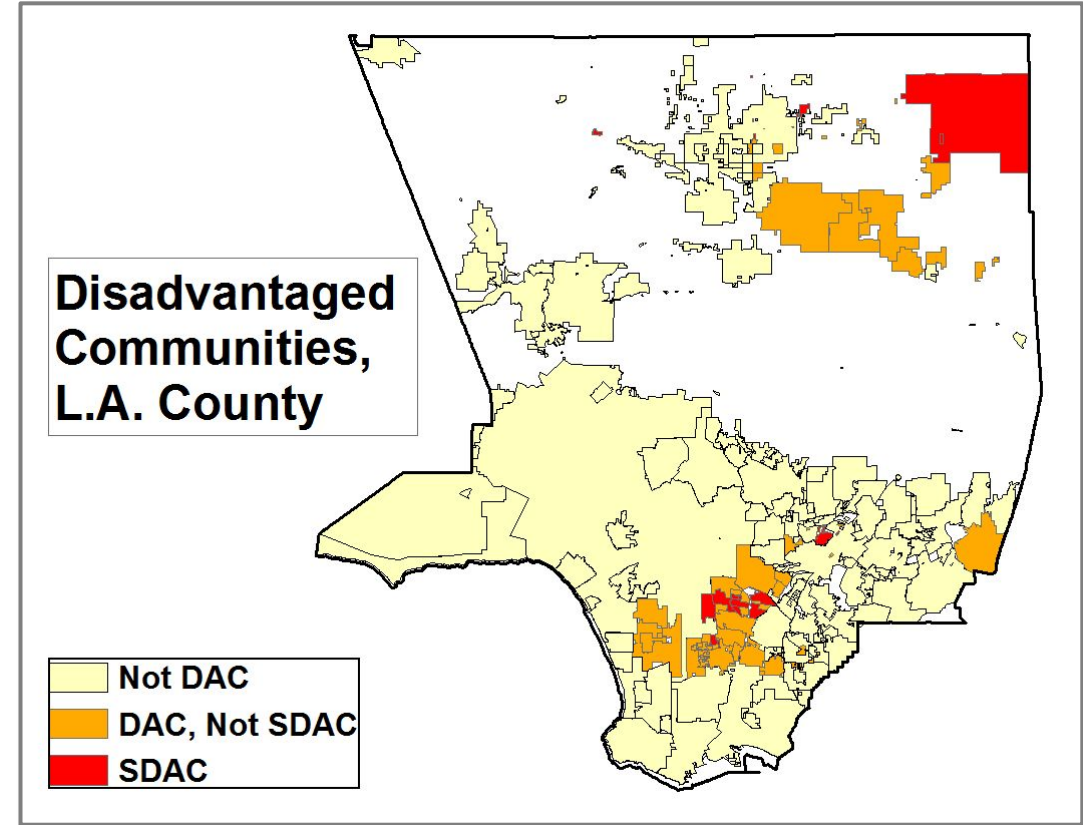 Disadvantaged
Communities,
L.A. County
Not DAC
DAC, Not SDAC
SDAC